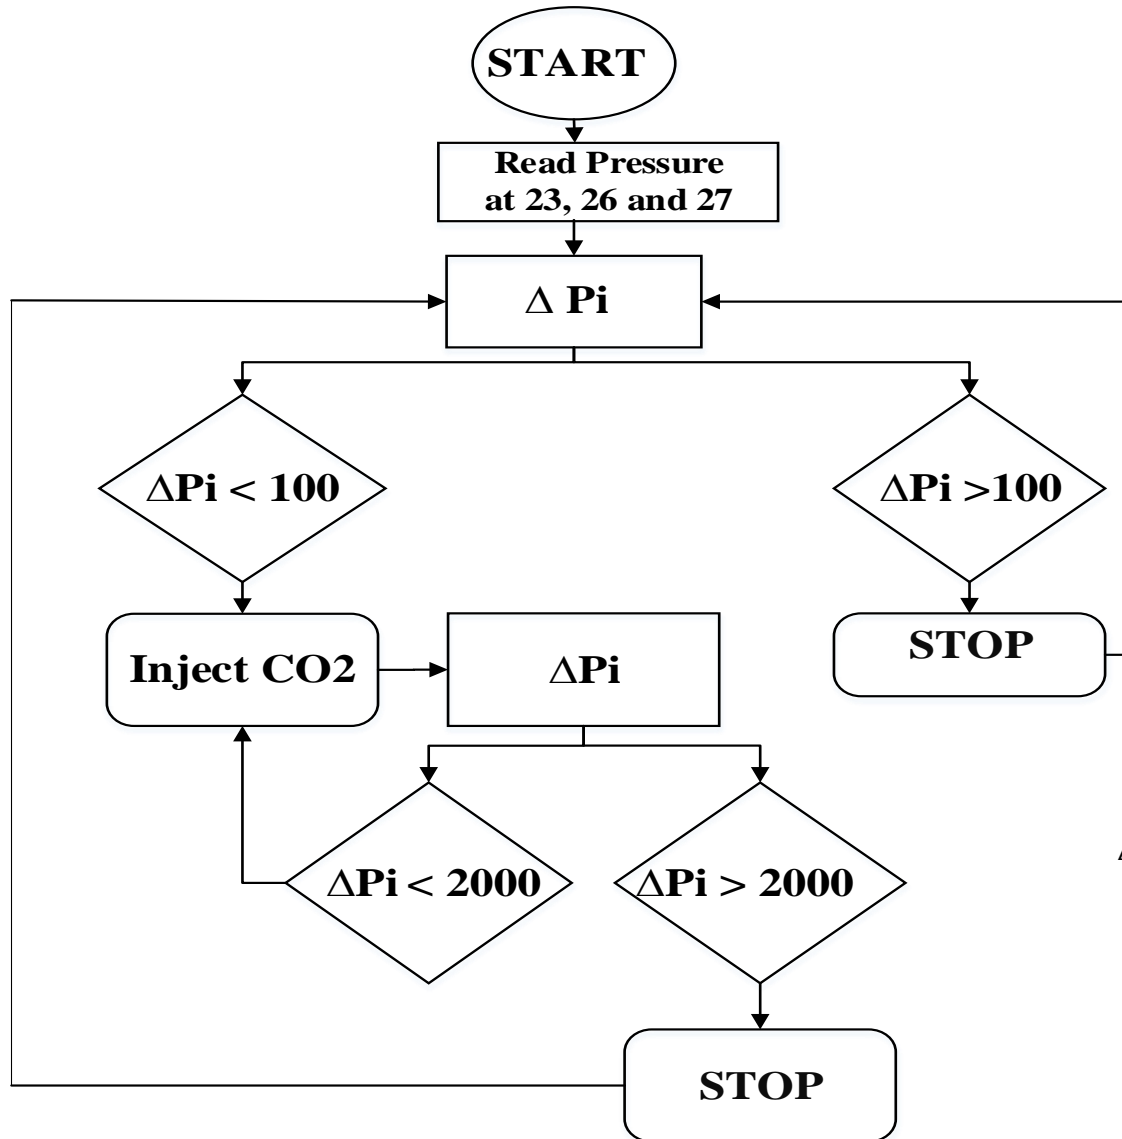 START
Read Pressure
at 23, 26 and 27
Δ Pi
ΔPi < 100
ΔPi >100
Inject CO2
ΔPi
STOP
ΔPi < 2000
ΔPi > 2000
STOP